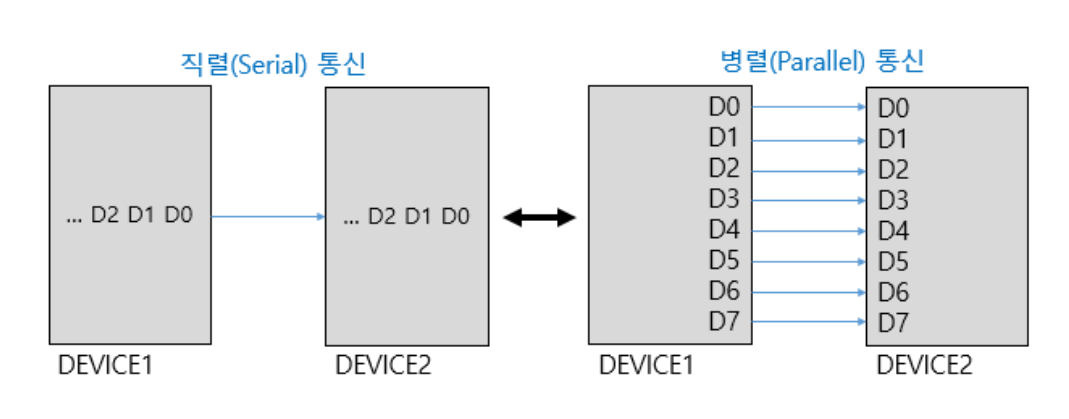 직렬(Serial) 통신
... D2 D1 D0
DEVICE1
... D2 D1 D0
DEVICE2
병렬(Parallel) 통신
D0
D1
D2
D3
D4
D5
D6
D7
DEVICE1
D0
D1
D2
D3
D4
D5
D6
D7
DEVICE2